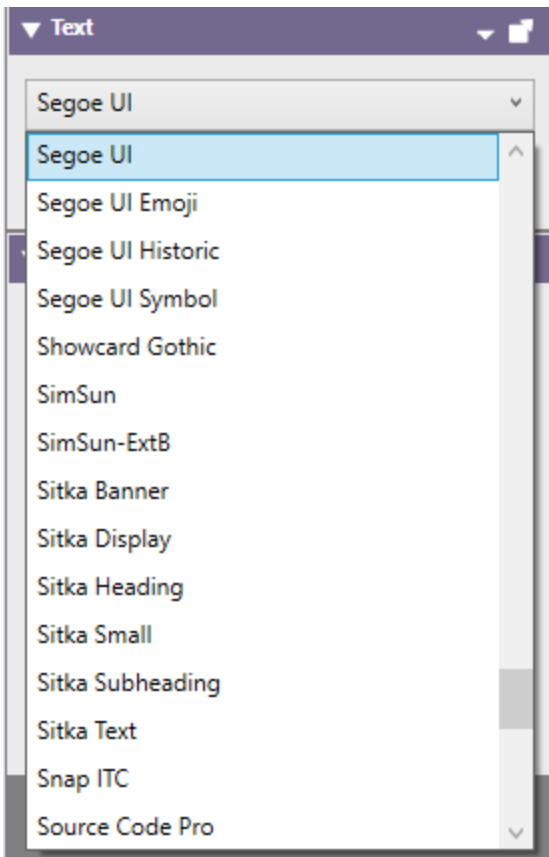 Text
Segoe UI
Segoe UI
Segoe UI Emoji
Segoe UI Historic
Segoe UI Symbol
Showcard Gothic
SimSun
SimSun-ExtB
Sitka Banner
Sitka Display
Sitka Heading
Sitka Small
Sitka Subheading
Sitka Text
Snap ITC
Source Code Pro